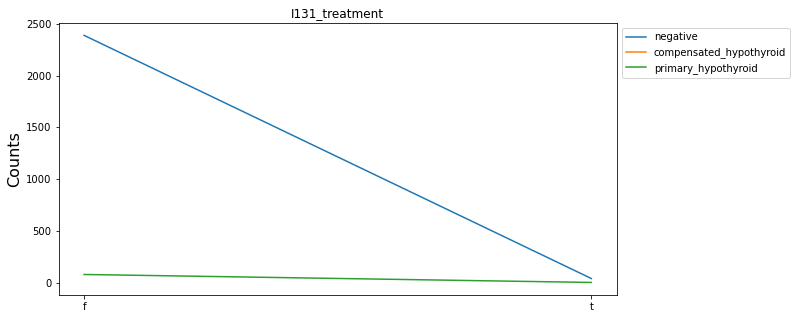 I131_treatment
Counts
2500
2000
1500
1000
500
0
f
t
negative
compensated_hypothyroid
primary_hypothyroid